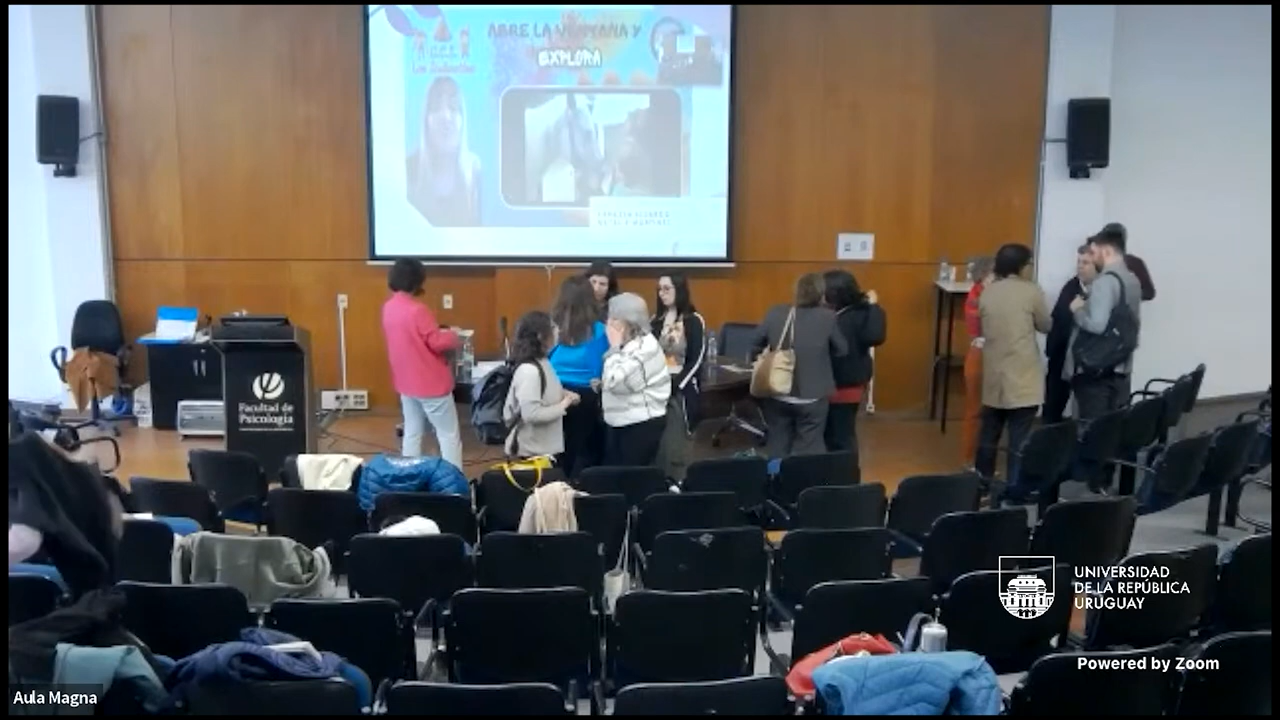 ABRE LA VENTANA Y
EXPLORA
Facultad de
Psicología
UNIVERSIDAD
DE LA REPÚBLICA
URUGUAY
Powered by Zoom
Aula Magna